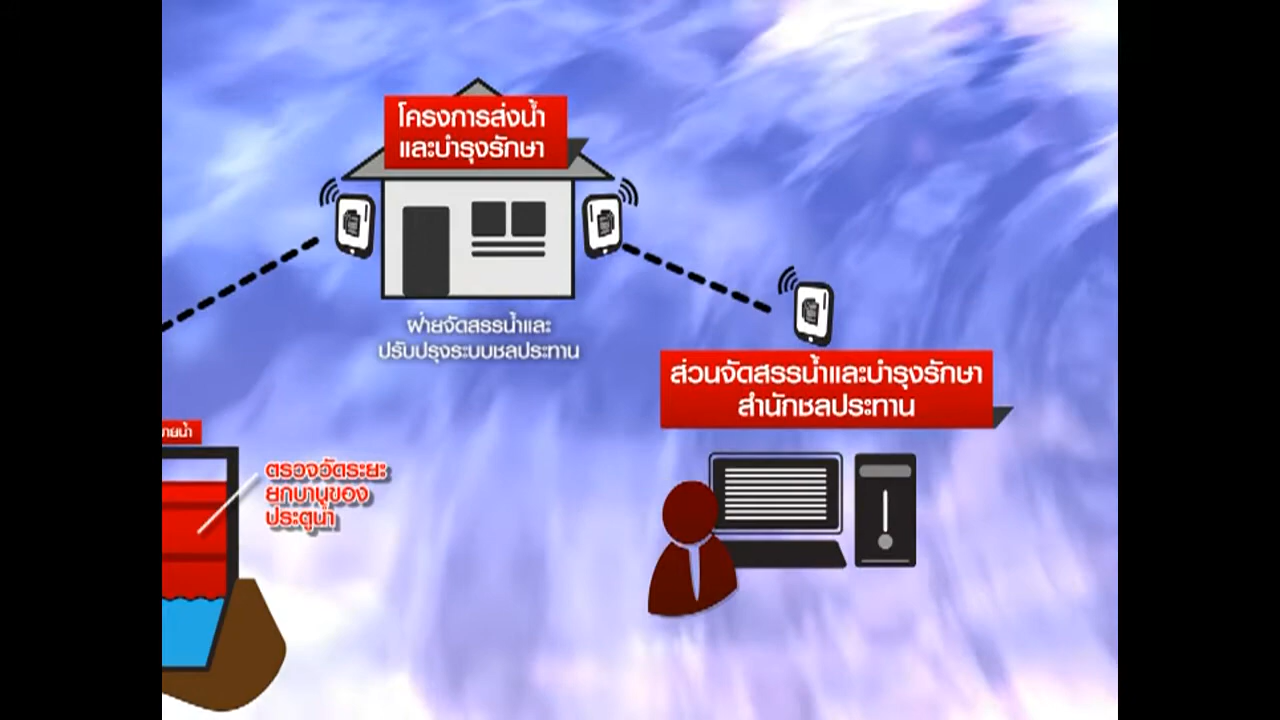 โครงการส่งน้ำ
และบำรุงรักษา
ฝ่ายจัดสรรน้ำและ
ปรับปรุงระบบชลประทาน
ส่วนจัดสรรน้ำและบำรุงรักษา
สำนักชลประทาน
ตรวจวัดระยะ
ยกบานของ
ประตูน้ำ